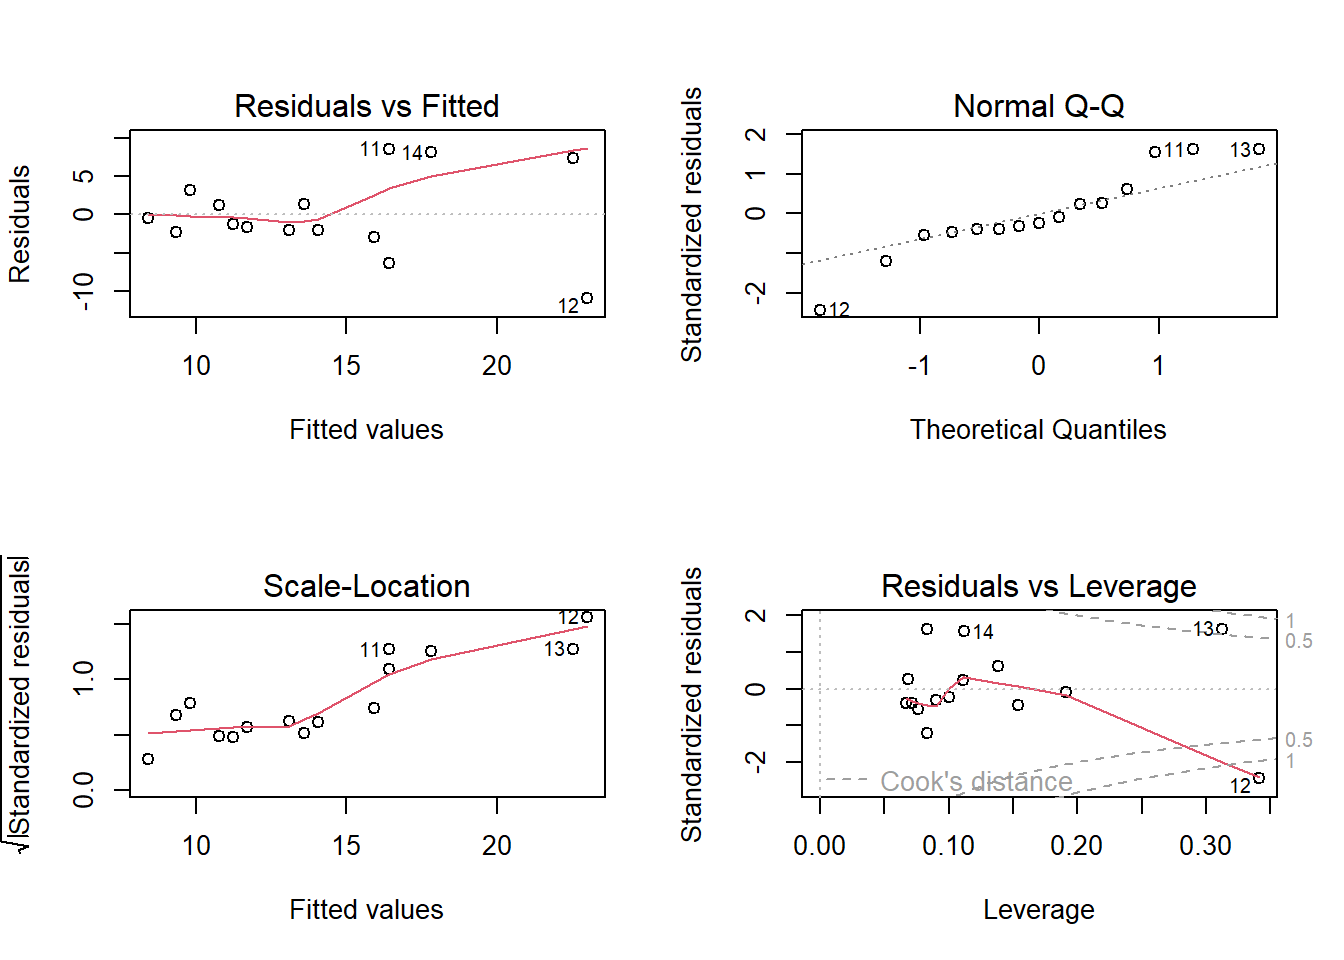 Residuals vs Fitted
Residuals
5
0
-10
11
14
12
10 15 20
Fitted values
Normal Q-Q
Standardized residuals
2
1
0
-2
11
13
12
-1 0 1
Theoretical Quantiles
Scale-Location
√|Standardized residuals|
1.0
0.0
12
11
13
10 15 20
Fitted values
Residuals vs Leverage
Standardized residuals
2
0
-2
14
13
12
1
0.5
0.5
1
Cook's distance
0.00 0.10 0.20 0.30
Leverage